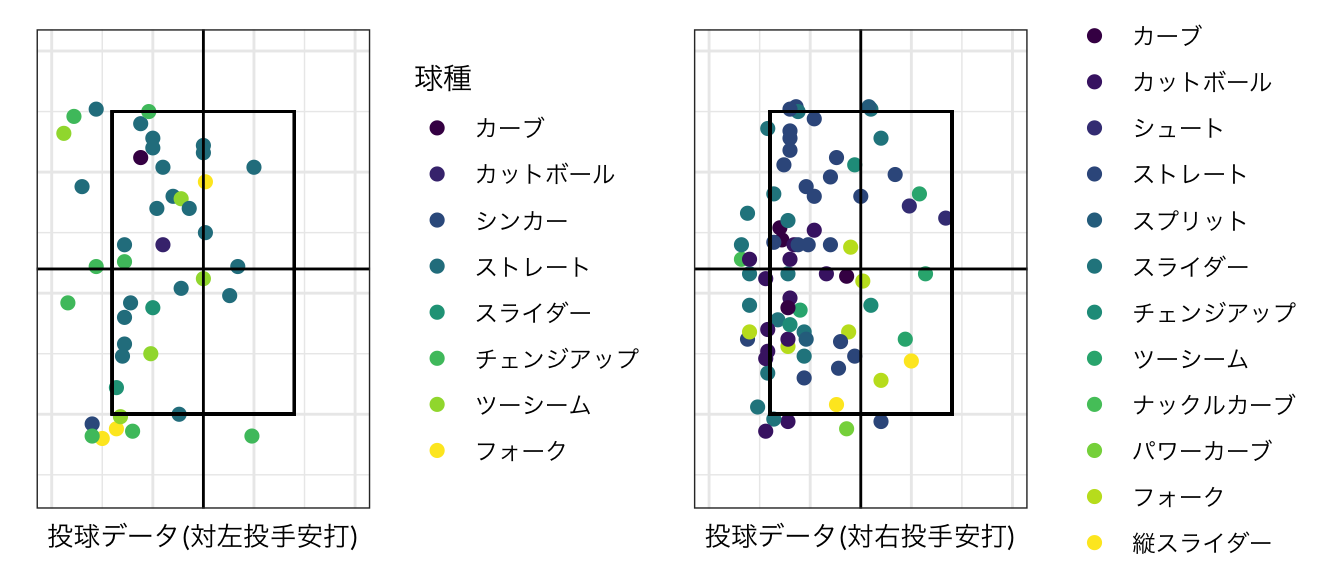 球種
カーブ
カットボール
シンカー
ストレート
スライダー
チェンジアップ
ツーシーム
フォーク
投球データ(対左投手安打)
カーブ
カットボール
シュート
ストレート
スプリット
スライダー
チェンジアップ
ツーシーム
ナックルカーブ
パワーカーブ
フォーク
縦スライダー
投球データ(対右投手安打)